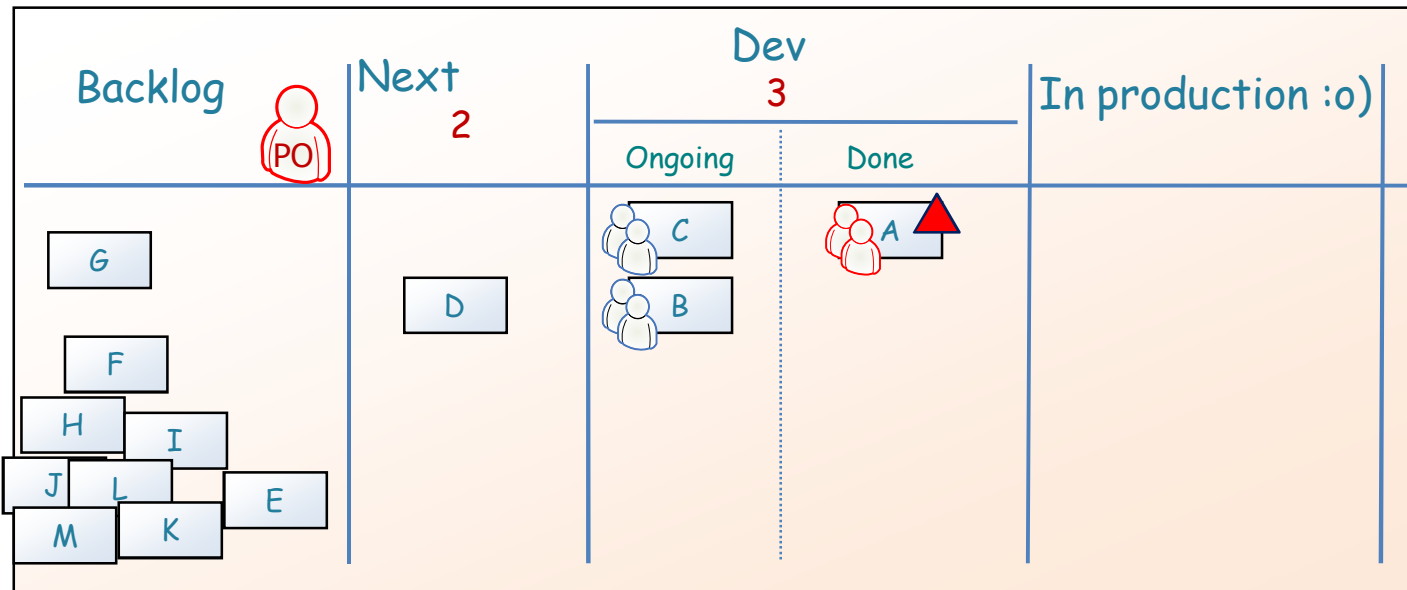 Backlog
PO
Next
2
Dev
3
Ongoing
Done
In production :o)
G
F
H
I
J
L
E
M
K
D
C
B
A